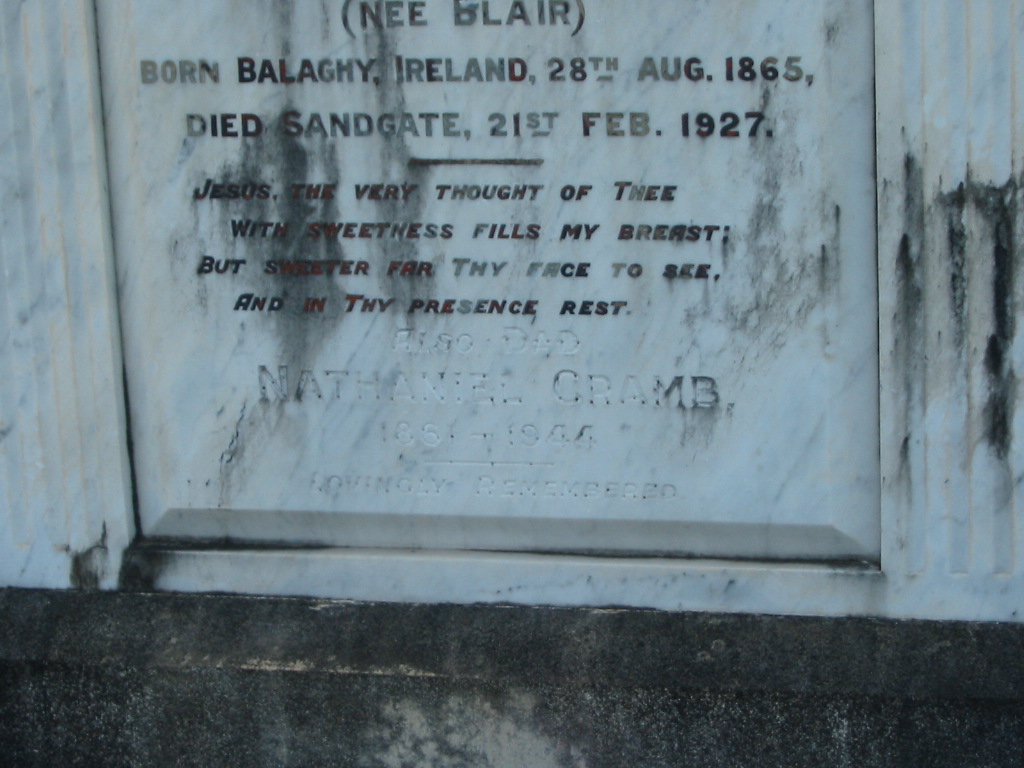 (NEE BLAIR)
BORN BALAGHY, IRELAND, 28TH AUG. 1865,
DIED SANDGATE, 21ST FEB. 1927.
JESUS, THE VERY THOUGHT OF THEE
WITH SWEETNESS FILLS MY BREAST;
BUT SWEETER FAR THY FACE TO SEE,
AND IN THY PRESENCE REST.
ALSO DAD
NATHANIEL CRAMB,
1861 - 1944
LOVINGLY REMEMBERED